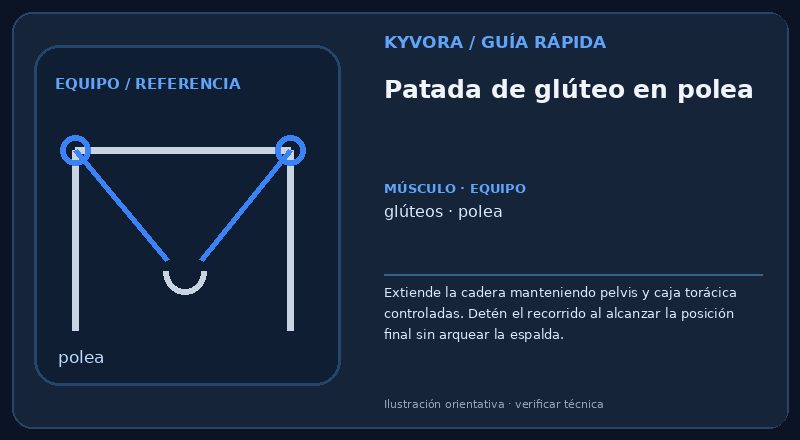 EQUIPO / REFERENCIA
polea
KYVORA / GUÍA RÁPIDA
Patada de glúteo en polea
MÚSCULO · EQUIPO
glúteos · polea
Extiende la cadera manteniendo pelvis y caja torácica
controladas. Detén el recorrido al alcanzar la posición
final sin arquear la espalda.
Ilustración orientativa · verificar técnica